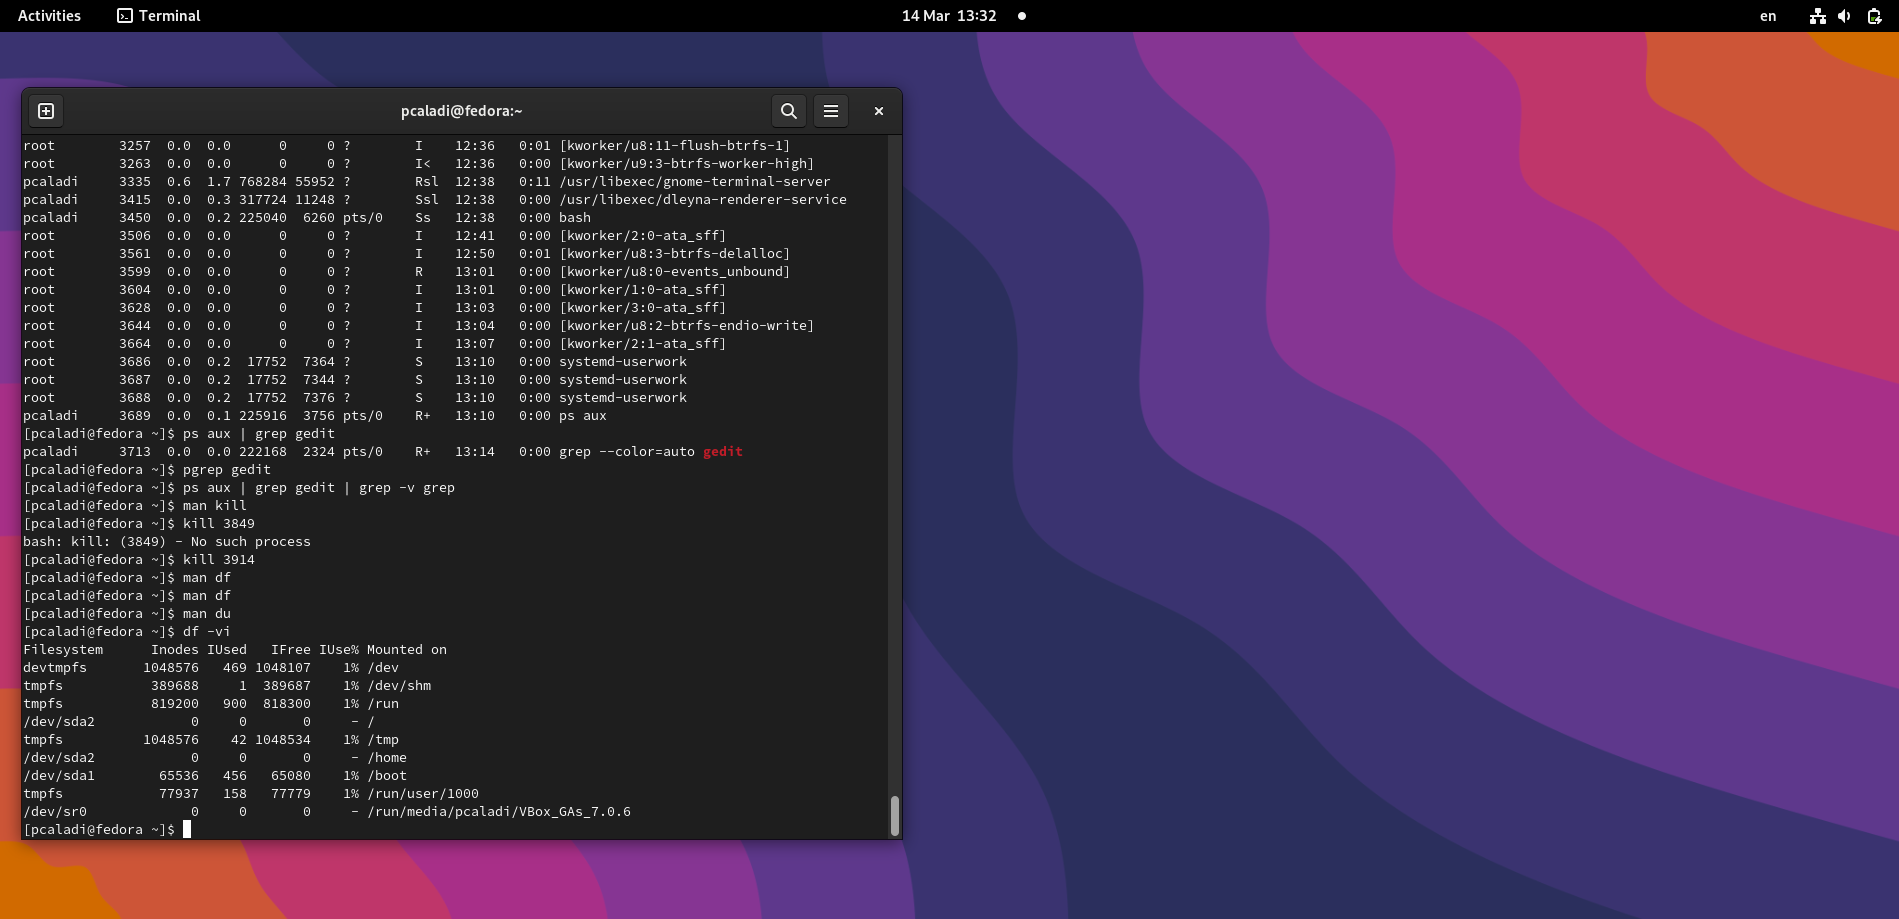 Activities Terminal 14 Mar 13:32 en
pcaladi@fedora:~
root 3257 0.0 0.0 0 0 ? I 12:36 0:01 [kworker/u8:11-flush-btrfs-1]
root 3263 0.0 0.0 0 0 ? I< 12:36 0:00 [kworker/u9:3-btrfs-worker-high]
pcaladi 3335 0.6 1.7 768284 55952 ? Rsl 12:38 0:11 /usr/libexec/gnome-terminal-server
pcaladi 3415 0.0 0.3 317724 11248 ? Ssl 12:38 0:00 /usr/libexec/dleyna-renderer-service
pcaladi 3450 0.0 0.2 225040 6260 pts/0 Ss 12:38 0:00 bash
root 3506 0.0 0.0 0 0 ? I 12:41 0:00 [kworker/2:0-ata_sff]
root 3561 0.0 0.0 0 0 ? I 12:50 0:01 [kworker/u8:3-btrfs-delalloc]
root 3599 0.0 0.0 0 0 ? R 13:01 0:00 [kworker/u8:0-events_unbound]
root 3604 0.0 0.0 0 0 ? I 13:01 0:00 [kworker/1:0-ata_sff]
root 3628 0.0 0.0 0 0 ? I 13:03 0:00 [kworker/3:0-ata_sff]
root 3644 0.0 0.0 0 0 ? I 13:04 0:00 [kworker/u8:2-btrfs-endio-write]
root 3664 0.0 0.0 0 0 ? I 13:07 0:00 [kworker/2:1-ata_sff]
root 3686 0.0 0.2 17752 7364 ? S 13:10 0:00 systemd-userwork
root 3687 0.0 0.2 17752 7344 ? S 13:10 0:00 systemd-userwork
root 3688 0.0 0.2 17752 7376 ? S 13:10 0:00 systemd-userwork
pcaladi 3689 0.0 0.1 225916 3756 pts/0 R+ 13:10 0:00 ps aux
[pcaladi@fedora ~]$ ps aux | grep gedit
pcaladi 3713 0.0 0.0 222168 2324 pts/0 R+ 13:14 0:00 grep --color=auto gedit
[pcaladi@fedora ~]$ pgrep gedit
[pcaladi@fedora ~]$ ps aux | grep gedit | grep -v grep
[pcaladi@fedora ~]$ man kill
[pcaladi@fedora ~]$ kill 3849
bash: kill: (3849) - No such process
[pcaladi@fedora ~]$ kill 3914
[pcaladi@fedora ~]$ man df
[pcaladi@fedora ~]$ man df
[pcaladi@fedora ~]$ man du
[pcaladi@fedora ~]$ df -vi
Filesystem Inodes IUsed IFree IUse% Mounted on
devtmpfs 1048576 469 1048107 1% /dev
tmpfs 389688 1 389687 1% /dev/shm
tmpfs 819200 900 818300 1% /run
/dev/sda2 0 0 0 - /
tmpfs 1048576 42 1048534 1% /tmp
/dev/sda2 0 0 0 - /home
/dev/sda1 65536 456 65080 1% /boot
tmpfs 77937 158 77779 1% /run/user/1000
/dev/sr0 0 0 0 - /run/media/pcaladi/VBox_GAs_7.0.6
[pcaladi@fedora ~]$